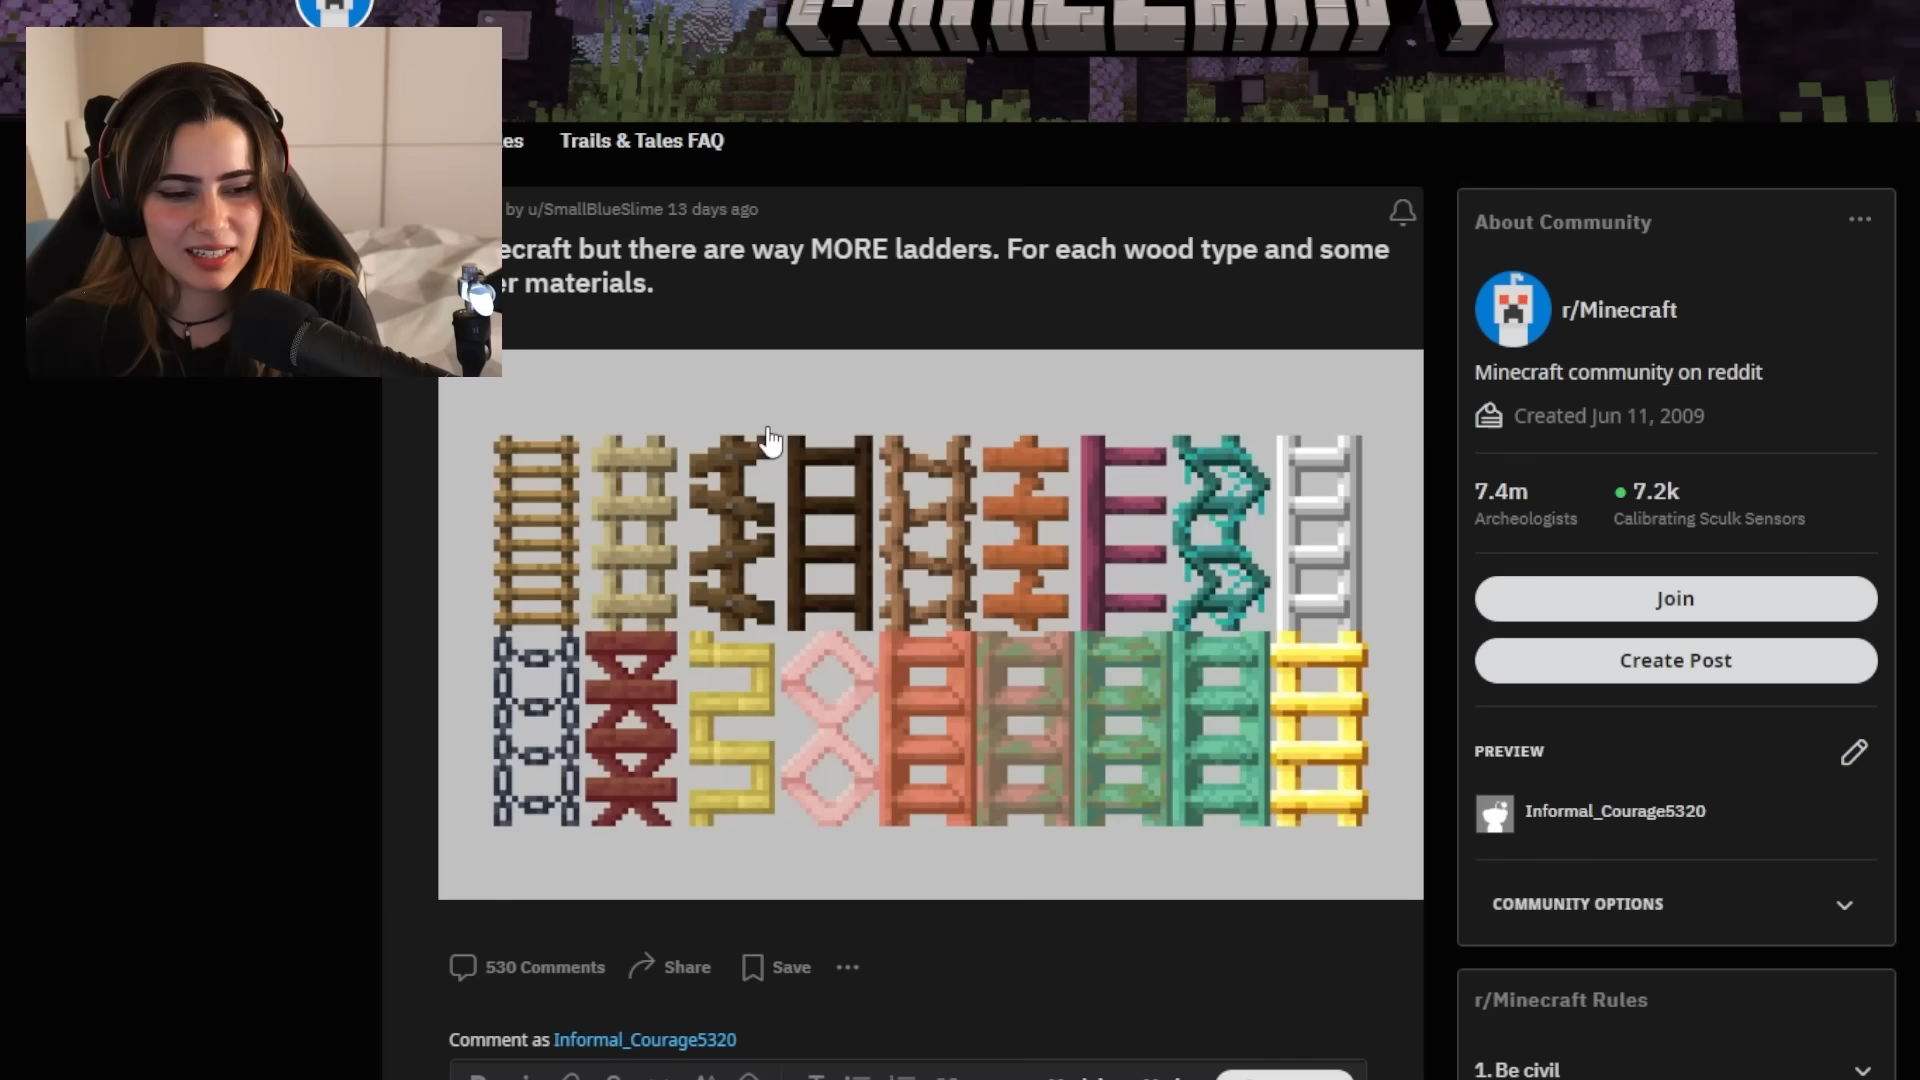 MINECRAFT
es
Trails & Tales FAQ
by u/SmallBlueSlime 13 days ago
ecraft but there are way MORE ladders. For each wood type and some
er materials.
530 Comments
Share
Save
Comment as Informal_Courage5320
About Community
r/Minecraft
Minecraft community on reddit
Created Jun 11, 2009
7.4m
7.2k
Archeologists
Calibrating Sculk Sensors
Join
Create Post
PREVIEW
Informal_Courage5320
COMMUNITY OPTIONS
r/Minecraft Rules
1. Be civil